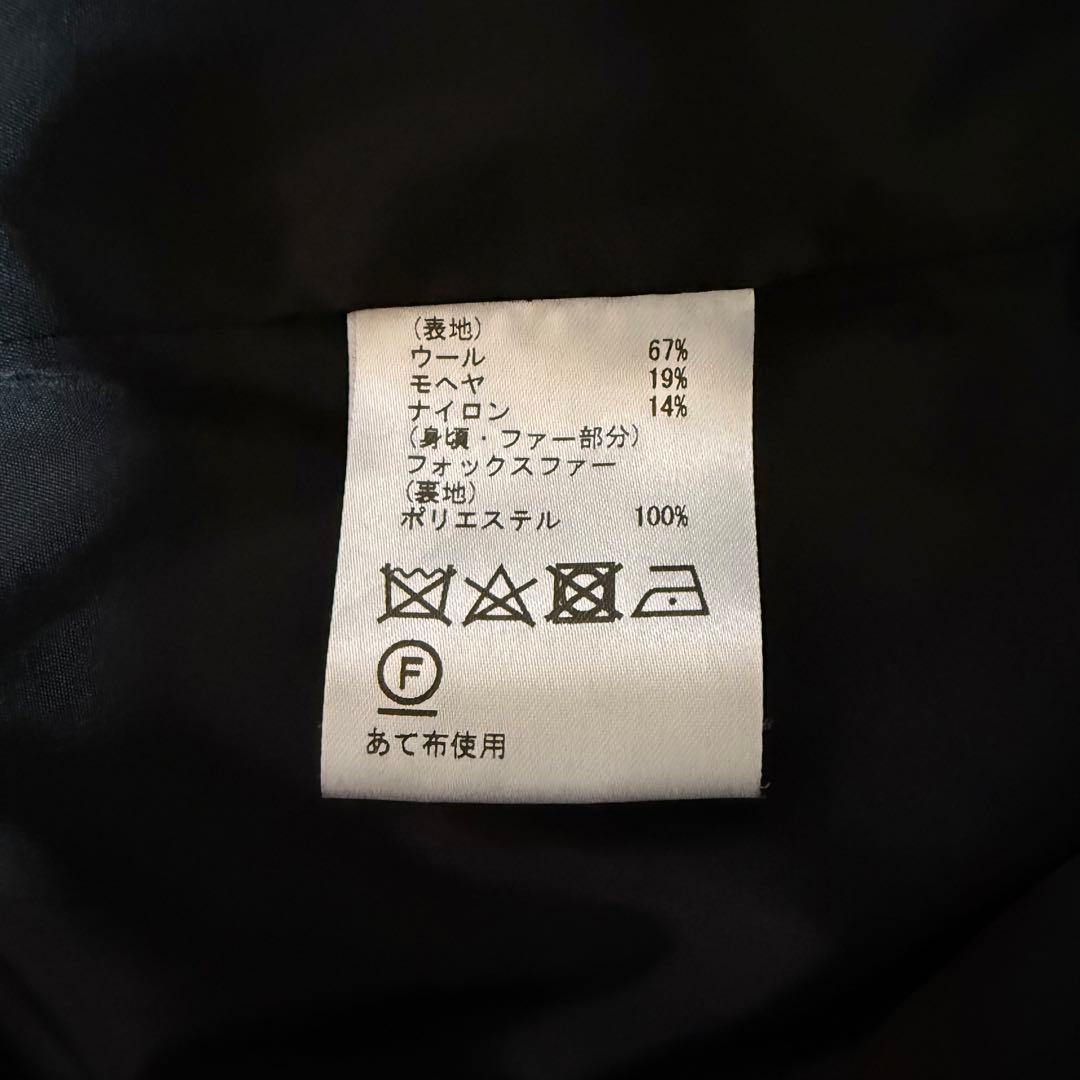 (表地)
ウール 67%
モヘヤ 19%
ナイロン 14%
(身頃・ファー部分)
フォックスファー
(裏地)
ポリエステル 100%
F
あて布使用